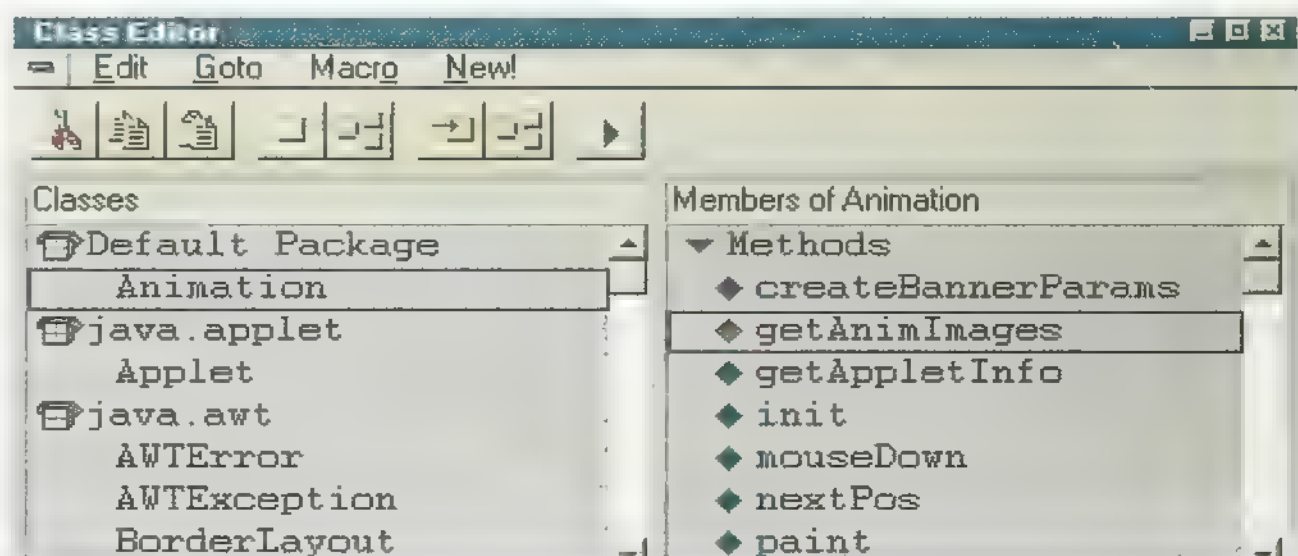 Class Editor
Edit Goto Macro New!
Classes
Default Package
Animation
java.applet
Applet
java.awt
AWTError
AWTException
BorderLayout
Members of Animation
Methods
createBannerParams
getAnimImages
getAppletInfo
init
mouseDown
nextPos
paint